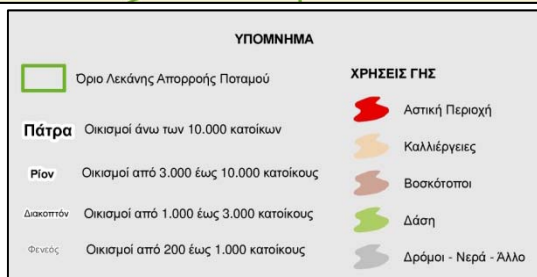 ΥΠΟΜΝΗΜΑ
Όριο Λεκάνης Απορροής Ποταμού
Πάτρα Οικισμοί άνω των 10.000 κατοίκων
Ρίον Οικισμοί από 3.000 έως 10.000 κατοίκους
Διακοπτόν Οικισμοί από 1.000 έως 3.000 κατοίκους
Φενεός Οικισμοί από 200 έως 1.000 κατοίκους
ΧΡΗΣΕΙΣ ΓΗΣ
Αστική Περιοχή
Καλλιέργειες
Βοσκότοποι
Δάση
Δρόμοι - Νερά - Άλλο